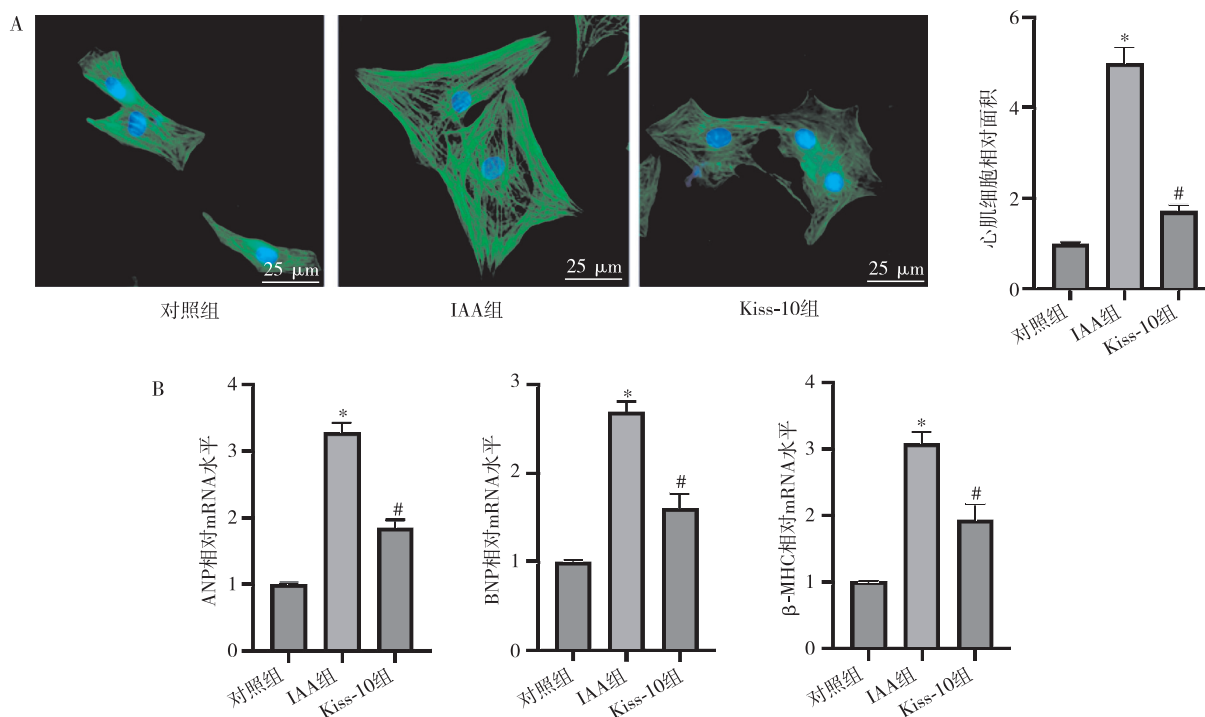 A
25 μm
25 μm
25 μm
对照组
IAA组
Kiss-10组
心肌细胞相对面积
6
4
2
0
*
#
对照组
IAA组
Kiss-10组
B
ANP相对mRNA水平
4
3
2
1
0
*
#
对照组
IAA组
Kiss-10组
BNP相对mRNA水平
3
2
1
0
*
#
对照组
IAA组
Kiss-10组
β-MHC相对mRNA水平
4
3
2
1
0
*
#
对照组
IAA组
Kiss-10组